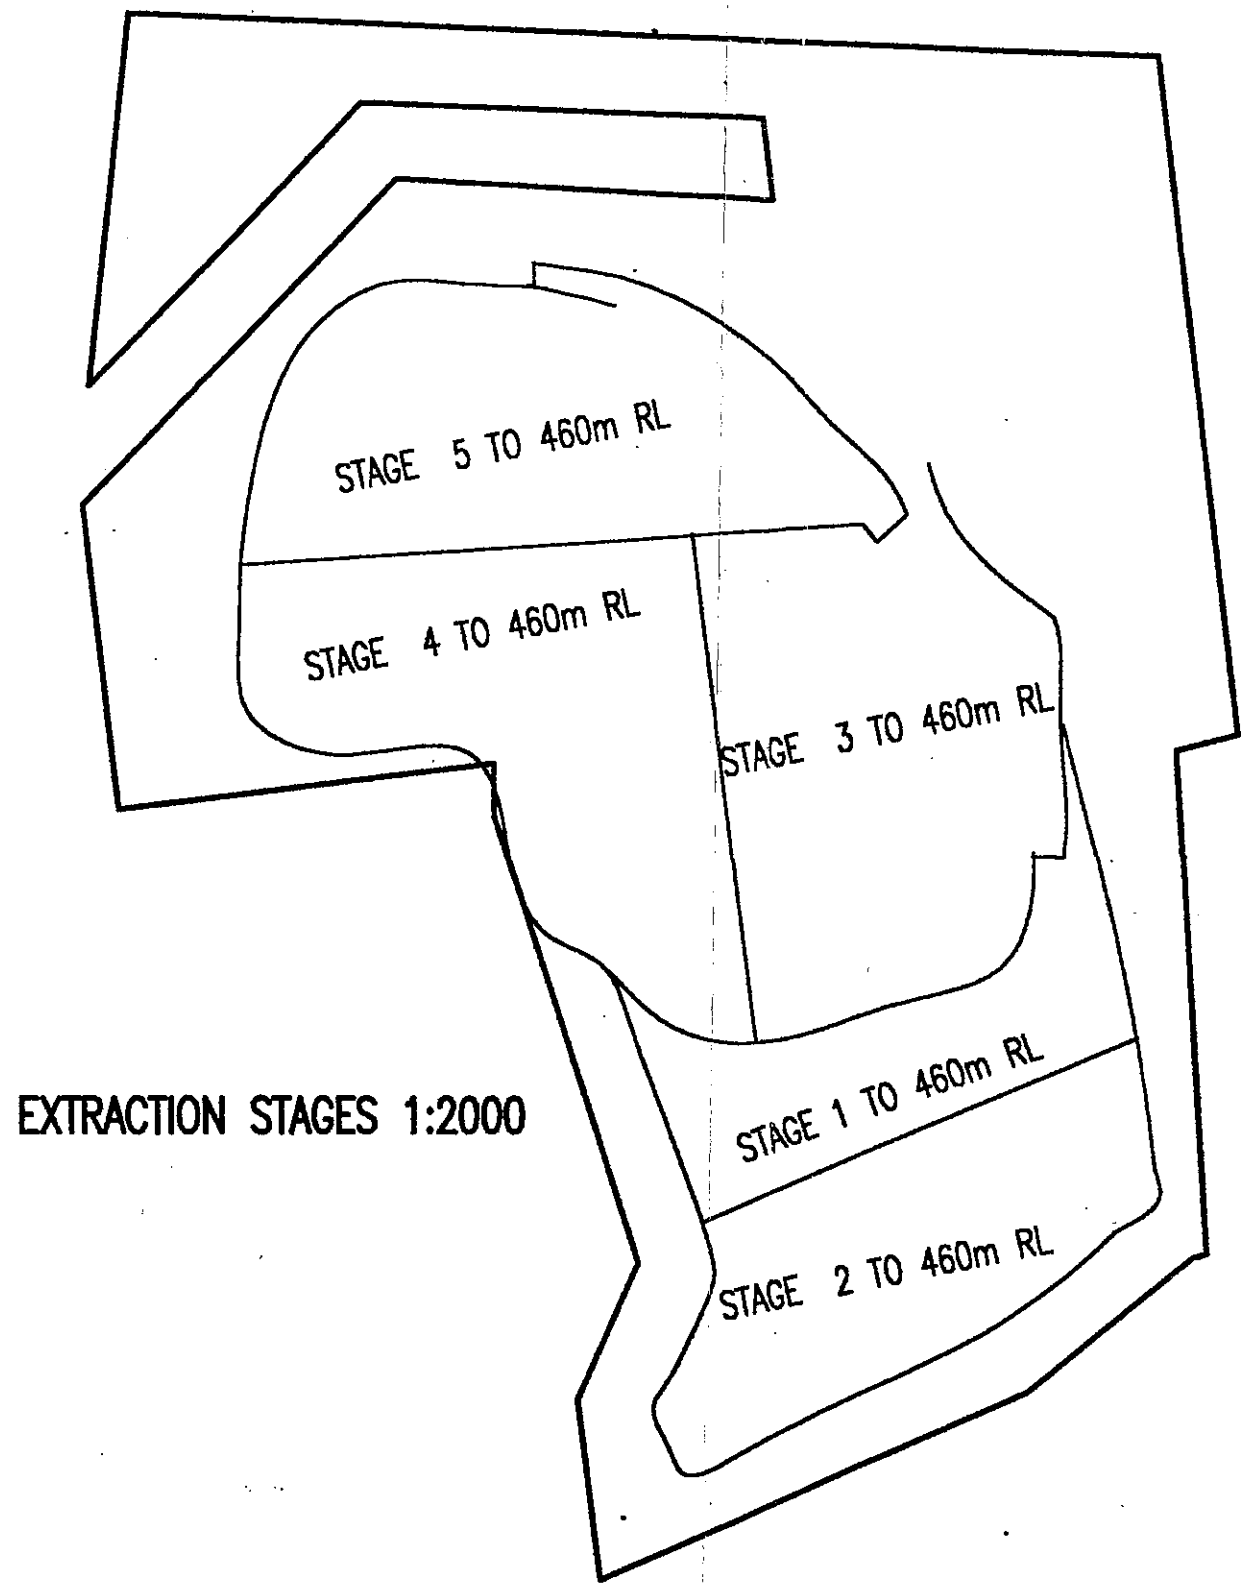 STAGE 5 TO 460m RL
STAGE 4 TO 460m RL
STAGE 3 TO 460m RL
STAGE 1 TO 460m RL
EXTRACTION STAGES 1:2000
STAGE 2 TO 460m RL